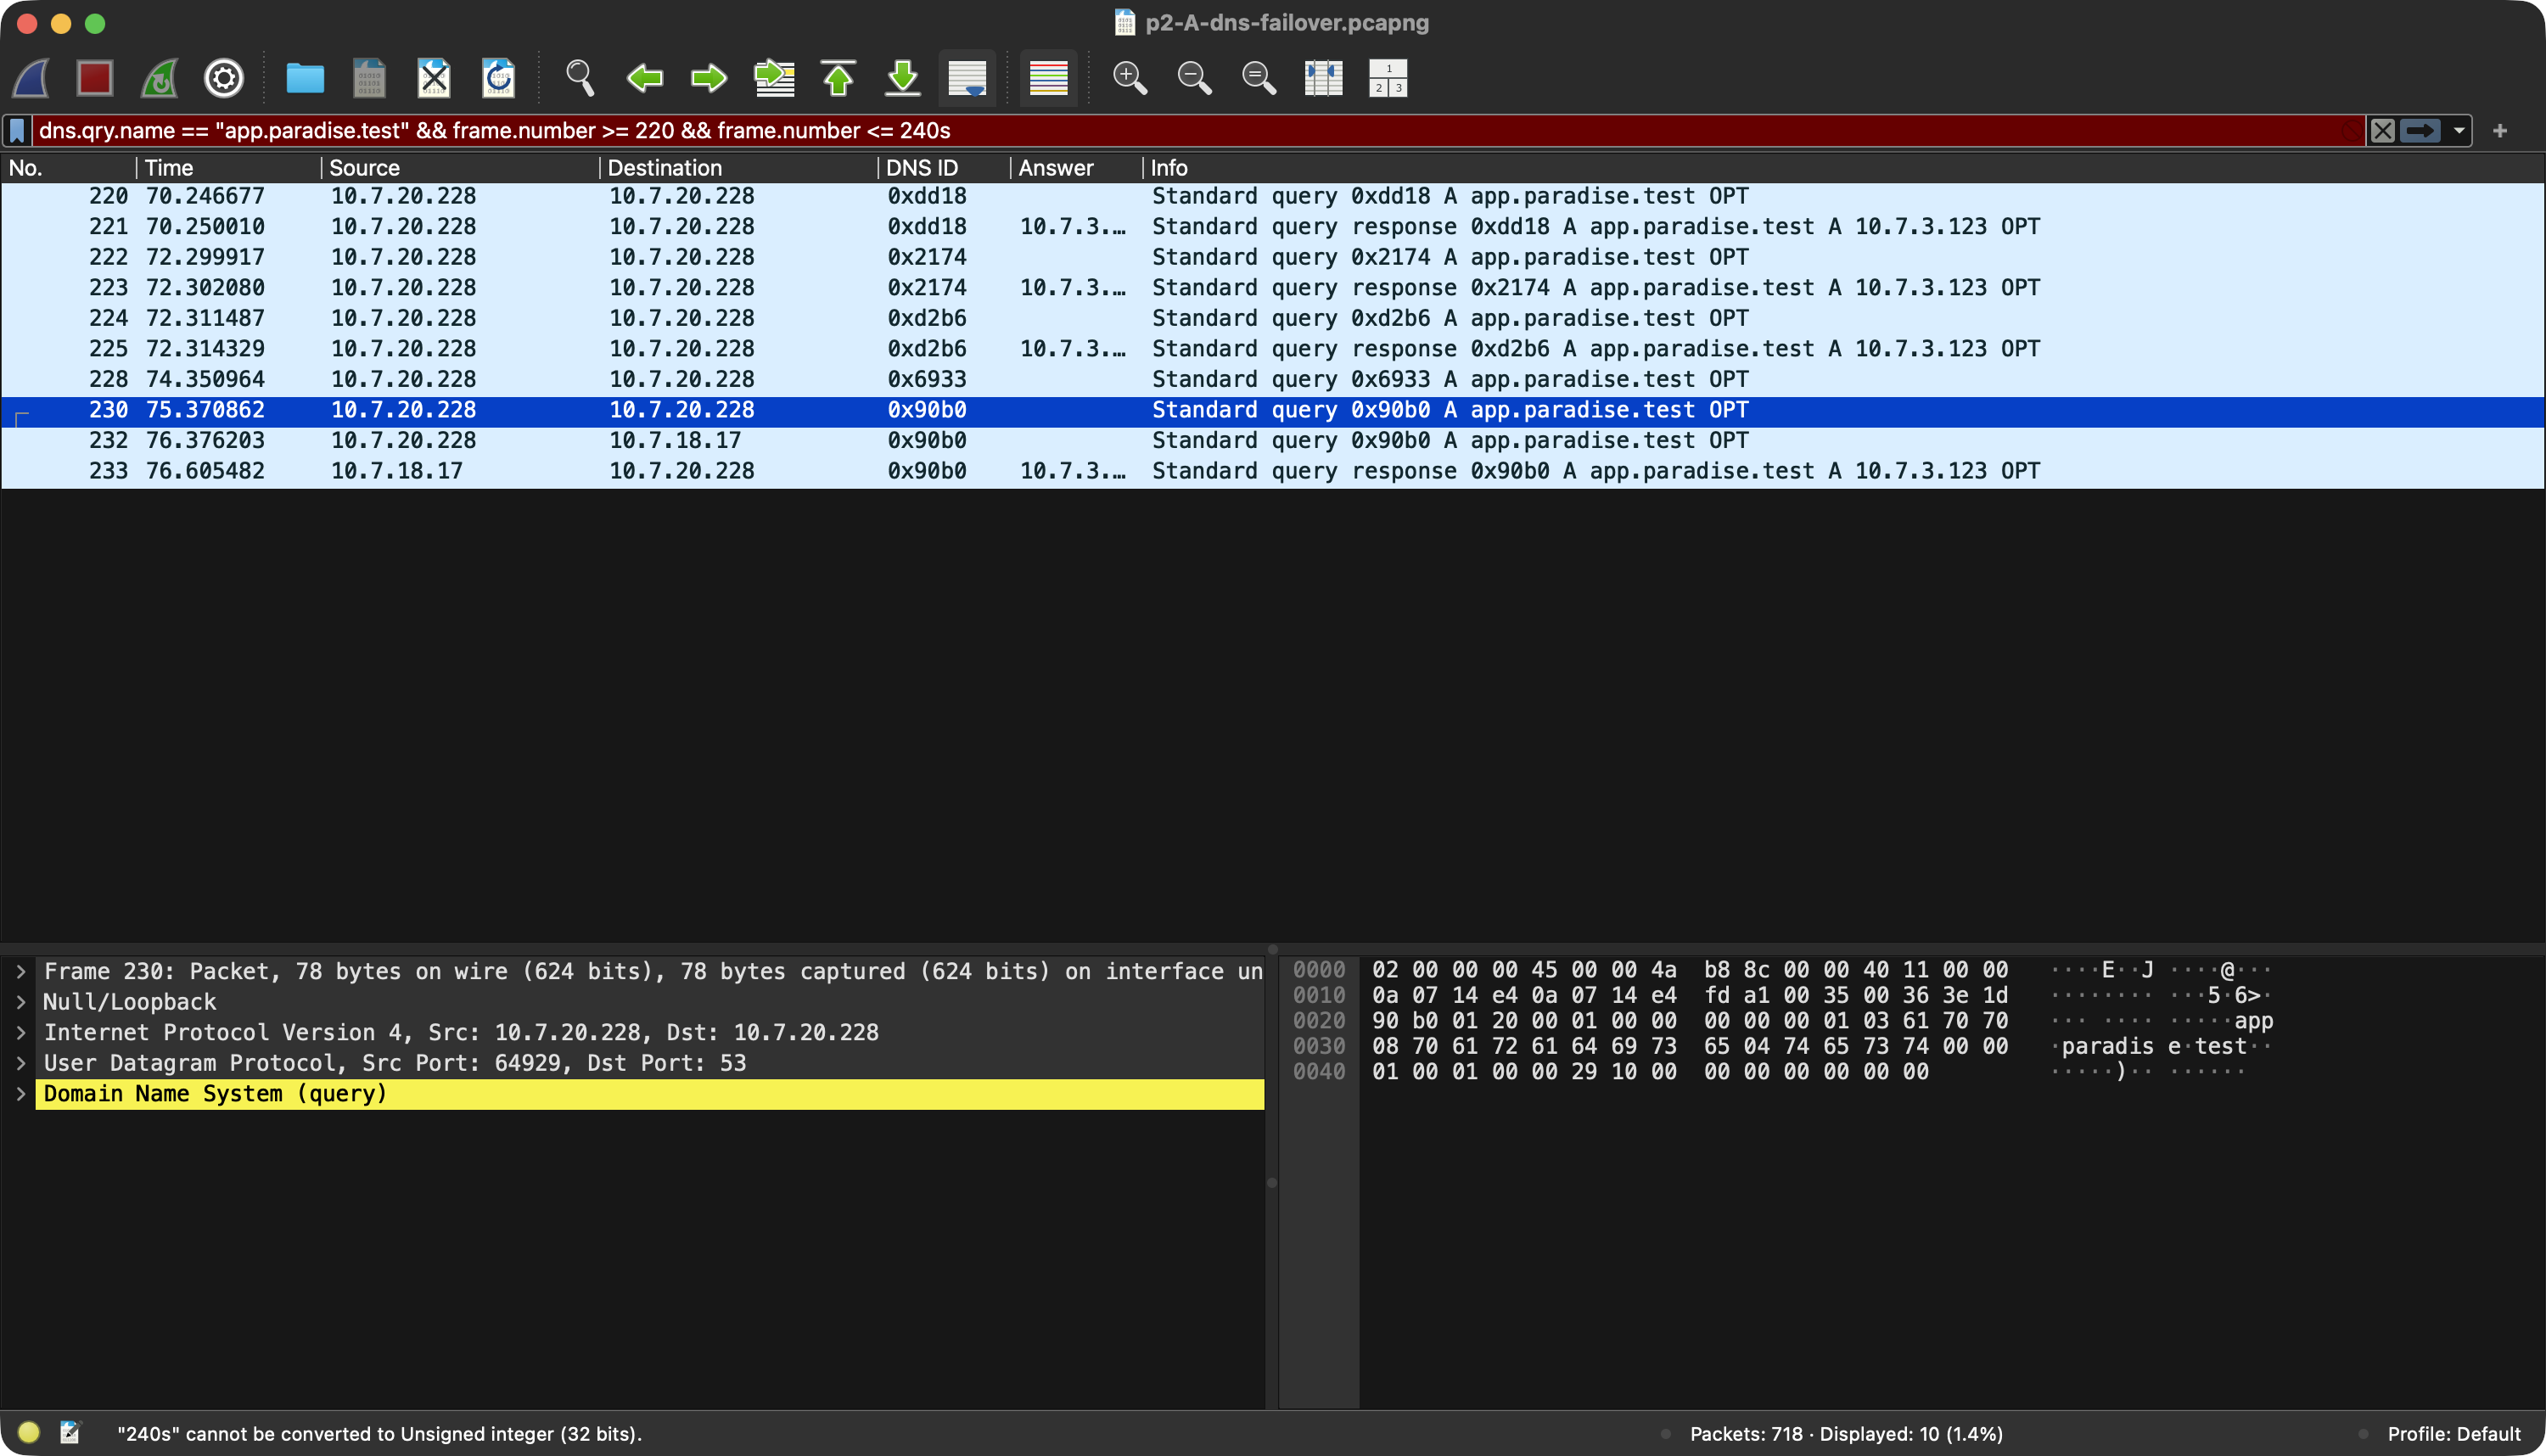 p2-A-dns-failover.pcapng
dns.qry.name == "app.paradise.test" && frame.number >= 220 && frame.number <= 240s
No. Time Source Destination DNS ID Answer Info
220 70.246677 10.7.20.228 10.7.20.228 0xdd18 Standard query 0xdd18 A app.paradise.test OPT
221 70.250010 10.7.20.228 10.7.20.228 0xdd18 10.7.3.… Standard query response 0xdd18 A app.paradise.test A 10.7.3.123 OPT
222 72.299917 10.7.20.228 10.7.20.228 0x2174 Standard query 0x2174 A app.paradise.test OPT
223 72.302080 10.7.20.228 10.7.20.228 0x2174 10.7.3.… Standard query response 0x2174 A app.paradise.test A 10.7.3.123 OPT
224 72.311487 10.7.20.228 10.7.20.228 0xd2b6 Standard query 0xd2b6 A app.paradise.test OPT
225 72.314329 10.7.20.228 10.7.20.228 0xd2b6 10.7.3.… Standard query response 0xd2b6 A app.paradise.test A 10.7.3.123 OPT
228 74.350964 10.7.20.228 10.7.20.228 0x6933 Standard query 0x6933 A app.paradise.test OPT
230 75.370862 10.7.20.228 10.7.20.228 0x90b0 Standard query 0x90b0 A app.paradise.test OPT
232 76.376203 10.7.20.228 10.7.18.17 0x90b0 Standard query 0x90b0 A app.paradise.test OPT
233 76.605482 10.7.18.17 10.7.20.228 0x90b0 10.7.3.… Standard query response 0x90b0 A app.paradise.test A 10.7.3.123 OPT
Frame 230: Packet, 78 bytes on wire (624 bits), 78 bytes captured (624 bits) on interface un
Null/Loopback
Internet Protocol Version 4, Src: 10.7.20.228, Dst: 10.7.20.228
User Datagram Protocol, Src Port: 64929, Dst Port: 53
Domain Name System (query)
0000 02 00 00 00 45 00 00 4a b8 8c 00 00 40 11 00 00 ····E··J ····@···
0010 0a 07 14 e4 0a 07 14 e4 fd a1 00 35 00 36 3e 1d ········ ···5·6>·
0020 90 b0 01 20 00 01 00 00 00 00 00 01 03 61 70 70 ··· ···· ·····app
0030 08 70 61 72 61 64 69 73 65 04 74 65 73 74 00 00 ·paradis e·test··
0040 01 00 01 00 00 29 10 00 00 00 00 00 00 00 ·····)·· ······
"240s" cannot be converted to Unsigned integer (32 bits).
Packets: 718 · Displayed: 10 (1.4%)
Profile: Default